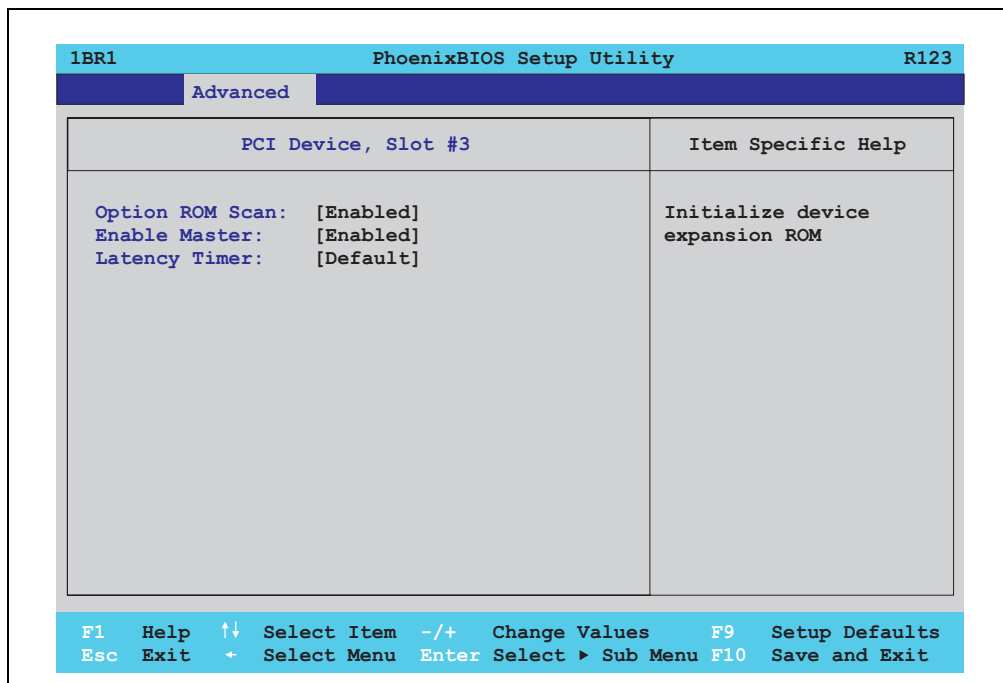 1BR1 PhoenixBIOS Setup Utility R123
Advanced
PCI Device, Slot #3
Item Specific Help
Option ROM Scan: [Enabled]
Enable Master: [Enabled]
Latency Timer: [Default]
Initialize device
expansion ROM
F1 Help ↑↓ Select Item -/+ Change Values F9 Setup Defaults
Esc Exit ← Select Menu Enter Select ▶ Sub Menu F10 Save and Exit